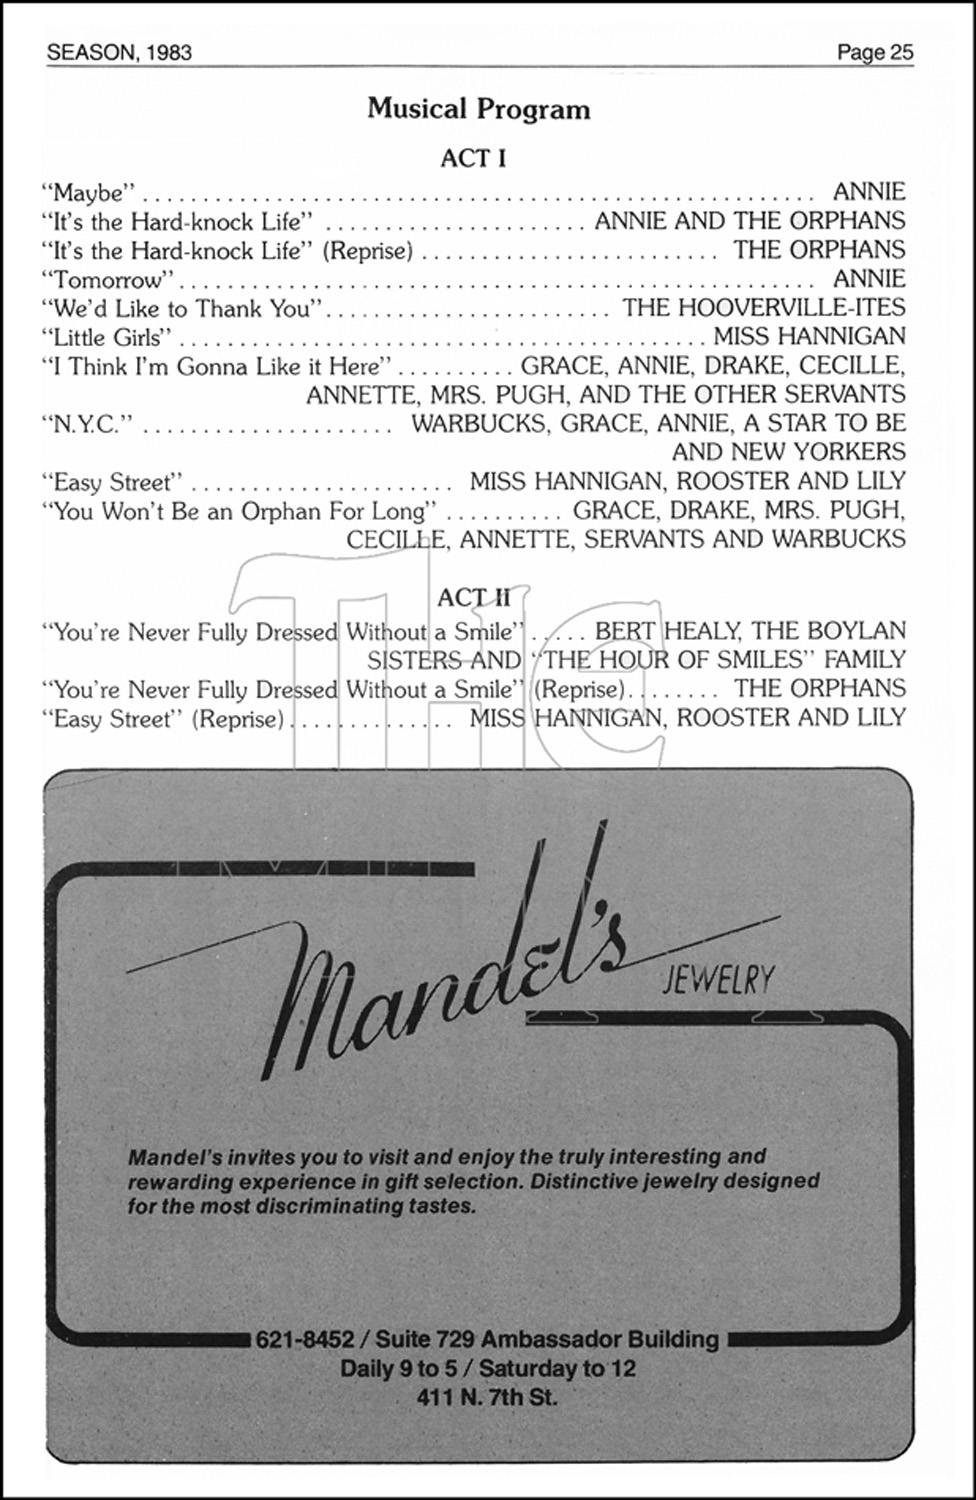 SEASON, 1983 Page 25
Musical Program
ACT I
“Maybe” . . . . . . . . . . . . . . . . . . . . . . . . . . . . . . . . . . . . . . . . . . . . . . . . . . . . . . . . ANNIE
“It's the Hard-knock Life” . . . . . . . . . . . . . . . . . . . . . . ANNIE AND THE ORPHANS
“It's the Hard-knock Life” (Reprise) . . . . . . . . . . . . . . . . . . . . . . . . . THE ORPHANS
“Tomorrow” . . . . . . . . . . . . . . . . . . . . . . . . . . . . . . . . . . . . . . . . . . . . . . . . . . . . . ANNIE
“We'd Like to Thank You” . . . . . . . . . . . . . . . . . . . . . . . . THE HOOVERVILLE-ITES
“Little Girls” . . . . . . . . . . . . . . . . . . . . . . . . . . . . . . . . . . . . . . . . . . . . MISS HANNIGAN
“I Think I'm Gonna Like it Here” . . . . . . . . . . GRACE, ANNIE, DRAKE, CECILLE,
ANNETTE, MRS. PUGH, AND THE OTHER SERVANTS
“N.Y.C.” . . . . . . . . . . . . . . . . . . . . . WARBUCKS, GRACE, ANNIE, A STAR TO BE
AND NEW YORKERS
“Easy Street” . . . . . . . . . . . . . . . . . . . . . . MISS HANNIGAN, ROOSTER AND LILY
“You Won't Be an Orphan For Long” . . . . . . . . . . GRACE, DRAKE, MRS. PUGH,
CECILLE, ANNETTE, SERVANTS AND WARBUCKS
The
ACT II
“You're Never Fully Dressed Without a Smile” . . . . . BERT HEALY, THE BOYLAN
SISTERS AND “THE HOUR OF SMILES” FAMILY
“You're Never Fully Dressed Without a Smile” (Reprise) . . . . . . . . THE ORPHANS
“Easy Street” (Reprise) . . . . . . . . . . . . . . MISS HANNIGAN, ROOSTER AND LILY
Mandel's
JEWELRY
Mandel's invites you to visit and enjoy the truly interesting and
rewarding experience in gift selection. Distinctive jewelry designed
for the most discriminating tastes.
621-8452 / Suite 729 Ambassador Building
Daily 9 to 5 / Saturday to 12
411 N. 7th St.